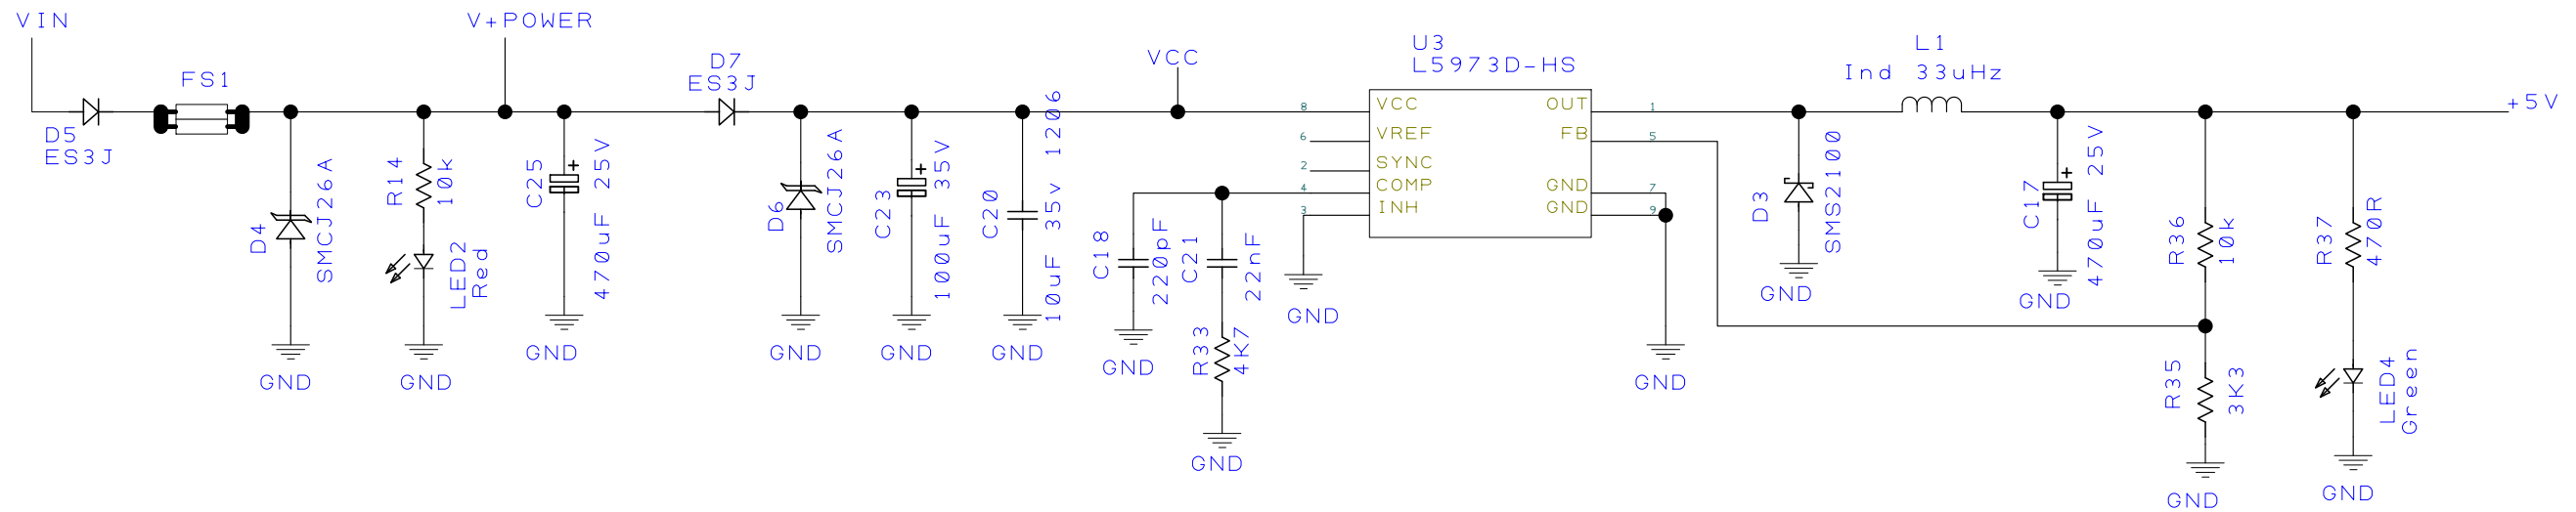 VIN
D5
ES3J
FS1
D4
SMCJ26A
R14
10k
LED2
Red
V+POWER
C25
470uF 25V
D7
ES3J
D6
SMCJ26A
C23
100uF 35V
C20
10uF 35v 1206
VCC
C18
220pF
C21
22nF
R33
4K7
U3
L5973D-HS
8
VCC
6
VREF
2
SYNC
4
COMP
3
INH
OUT
1
FB
5
GND
7
GND
9
D3
SMS2100
L1
Ind 33uHz
C17
470uF 25V
R36
10k
R35
3K3
R37
470R
LED4
Green
+5V
GND
GND
GND
GND
GND
GND
GND
GND
GND
GND
GND
GND
GND
GND